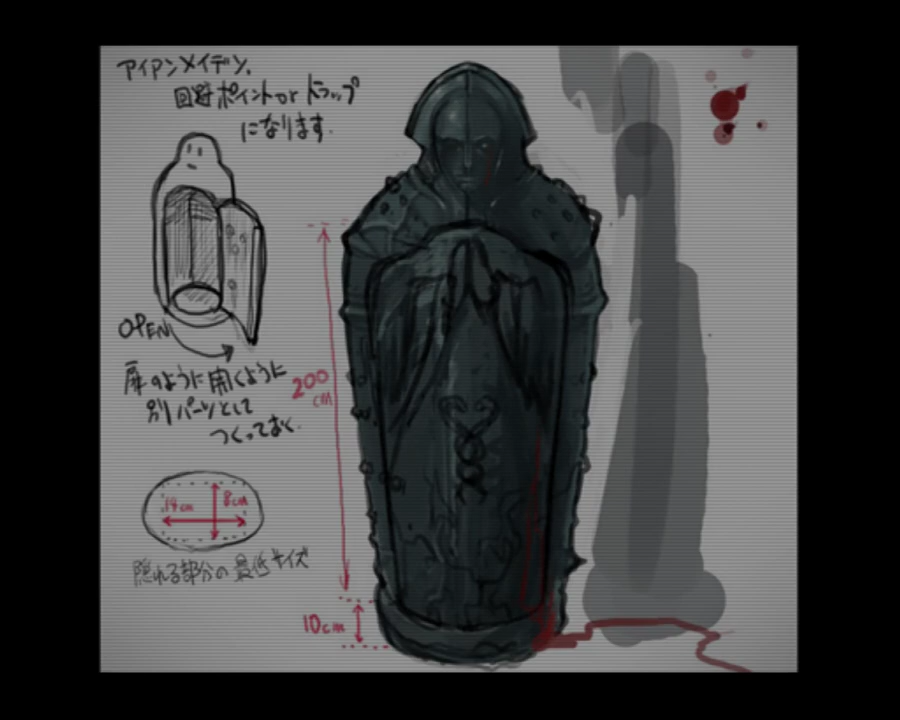 アイアンメイデン.
回避ポイント or トラップ
になります.
OPEN
扉のように開くように
別パーツとして
つくっておく.
200
cm
14cm
8cm
隠れる部分の最低サイズ
10cm